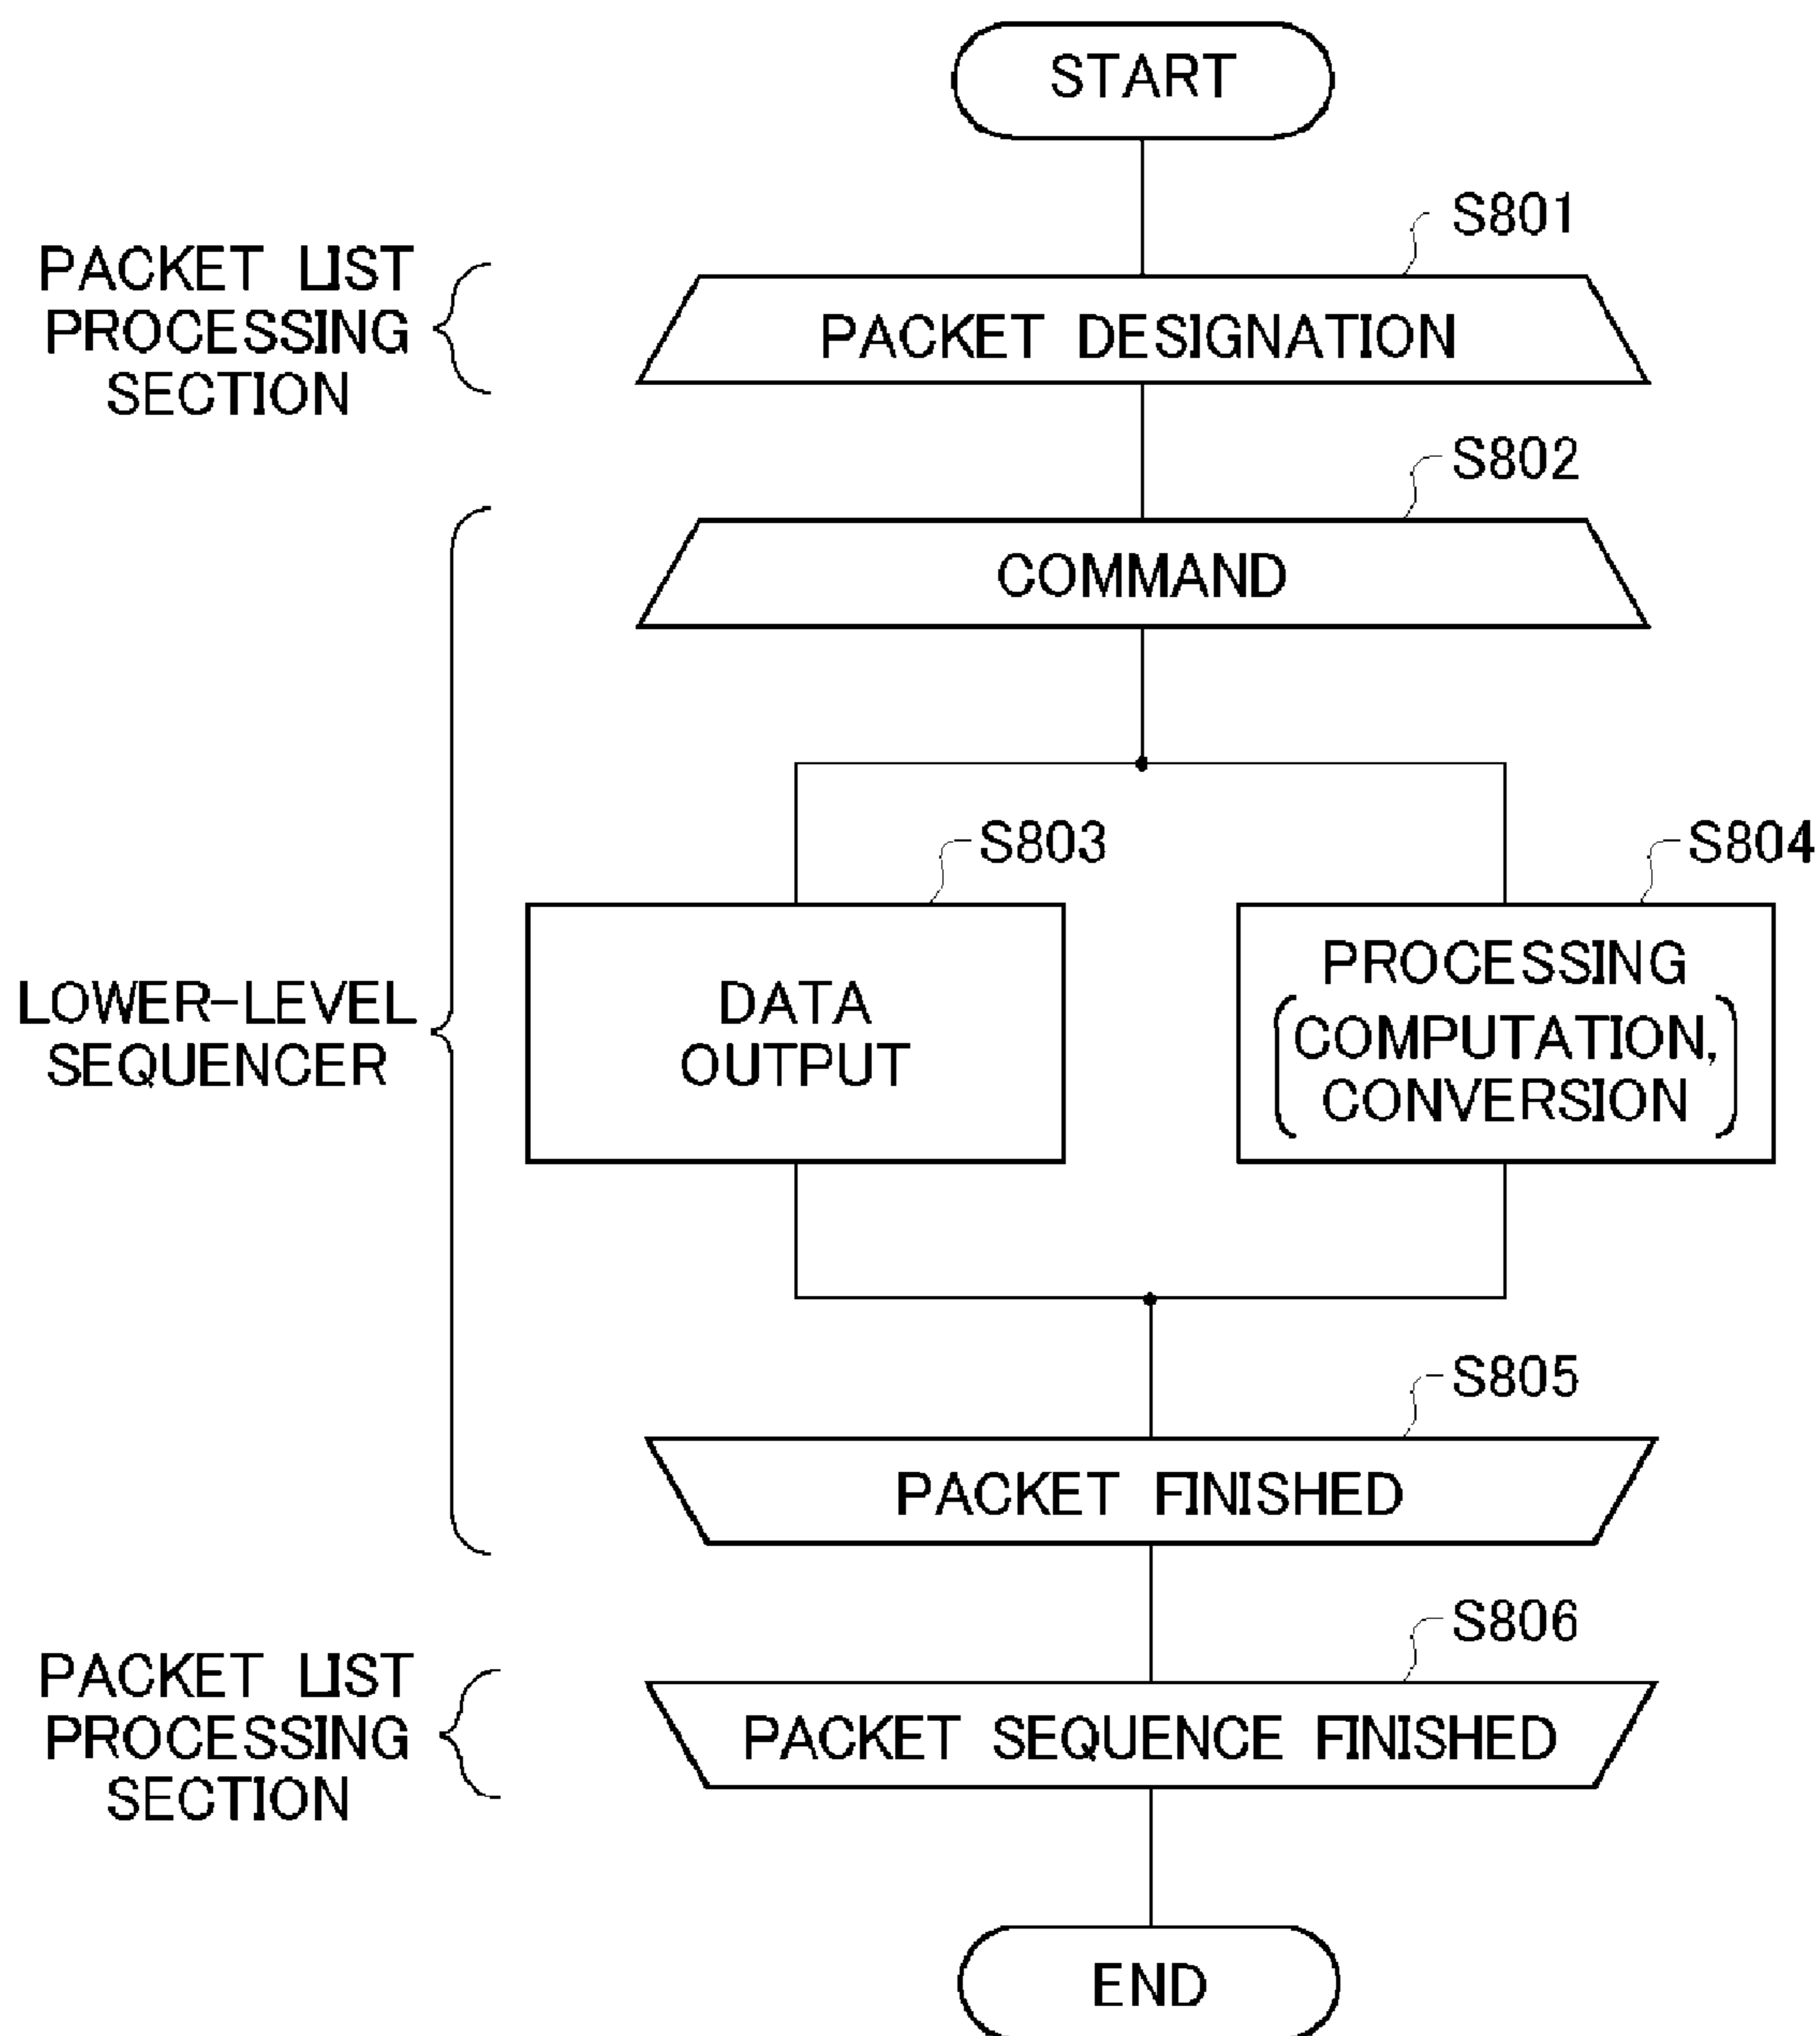 START
S801
PACKET LIST
PROCESSING
SECTION
PACKET DESIGNATION
S802
COMMAND
S803
S804
LOWER-LEVEL
SEQUENCER
DATA
OUTPUT
PROCESSING
(COMPUTATION,
CONVERSION)
S805
PACKET FINISHED
S806
PACKET LIST
PROCESSING
SECTION
PACKET SEQUENCE FINISHED
END